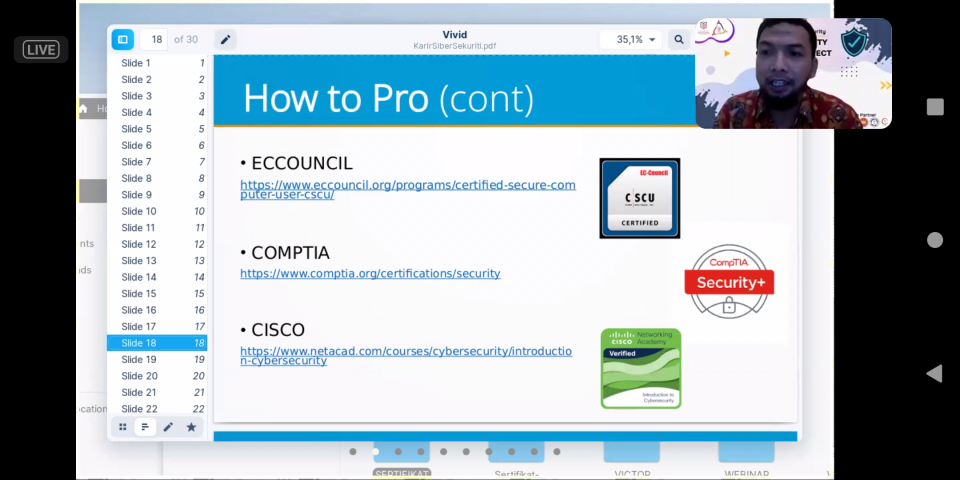 LIVE
18 of 30
Vivid
KarirSiberSekuriti.pdf
35,1%
Slide 1 1
Slide 2 2
Slide 3 3
Slide 4 4
Slide 5 5
Slide 6 6
Slide 7 7
Slide 8 8
Slide 9 9
Slide 10 10
Slide 11 11
Slide 12 12
Slide 13 13
Slide 14 14
Slide 15 15
Slide 16 16
Slide 17 17
Slide 18 18
Slide 19 19
Slide 20 20
Slide 21 21
Slide 22 22
How to Pro (cont)
• ECCOUNCIL
https://www.eccouncil.org/programs/certified-secure-com
puter-user-cscu/
EC-Council
C|SCU
CERTIFIED
• COMPTIA
https://www.comptia.org/certifications/security
CompTIA
Security+
• CISCO
https://www.netacad.com/courses/cybersecurity/introductio
n-cybersecurity
CISCO
Networking
Academy
Verified
Introduction to
Cybersecurity
SERTIFIKAT
Sertifikat-
VICTOR
WEBINAR